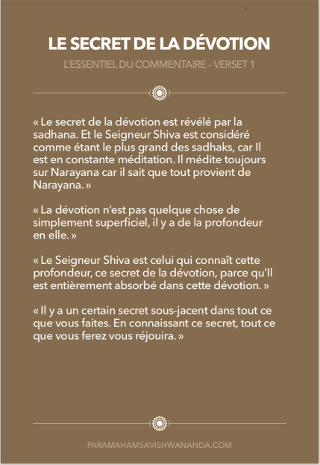 LE SECRET DE LA DÉVOTION
L'ESSENTIEL DU COMMENTAIRE – VERSET 1
« Le secret de la dévotion est révélé par la
sadhana. Et le Seigneur Shiva est considéré
comme étant le plus grand des sadhaks, car Il
est en constante méditation. Il médite toujours
sur Narayana car il sait que tout provient de
Narayana. »
« La dévotion n'est pas quelque chose de
simplement superficiel, il y a de la profondeur
en elle. »
« Le Seigneur Shiva est celui qui connaît cette
profondeur, ce secret de la dévotion, parce qu'Il
est entièrement absorbé dans cette dévotion. »
« Il y a un certain secret sous-jacent dans tout ce
que vous faites. En connaissant ce secret, tout ce
que vous ferez vous réjouira. »
PARAMAHAMSAVISHWANANDA.COM